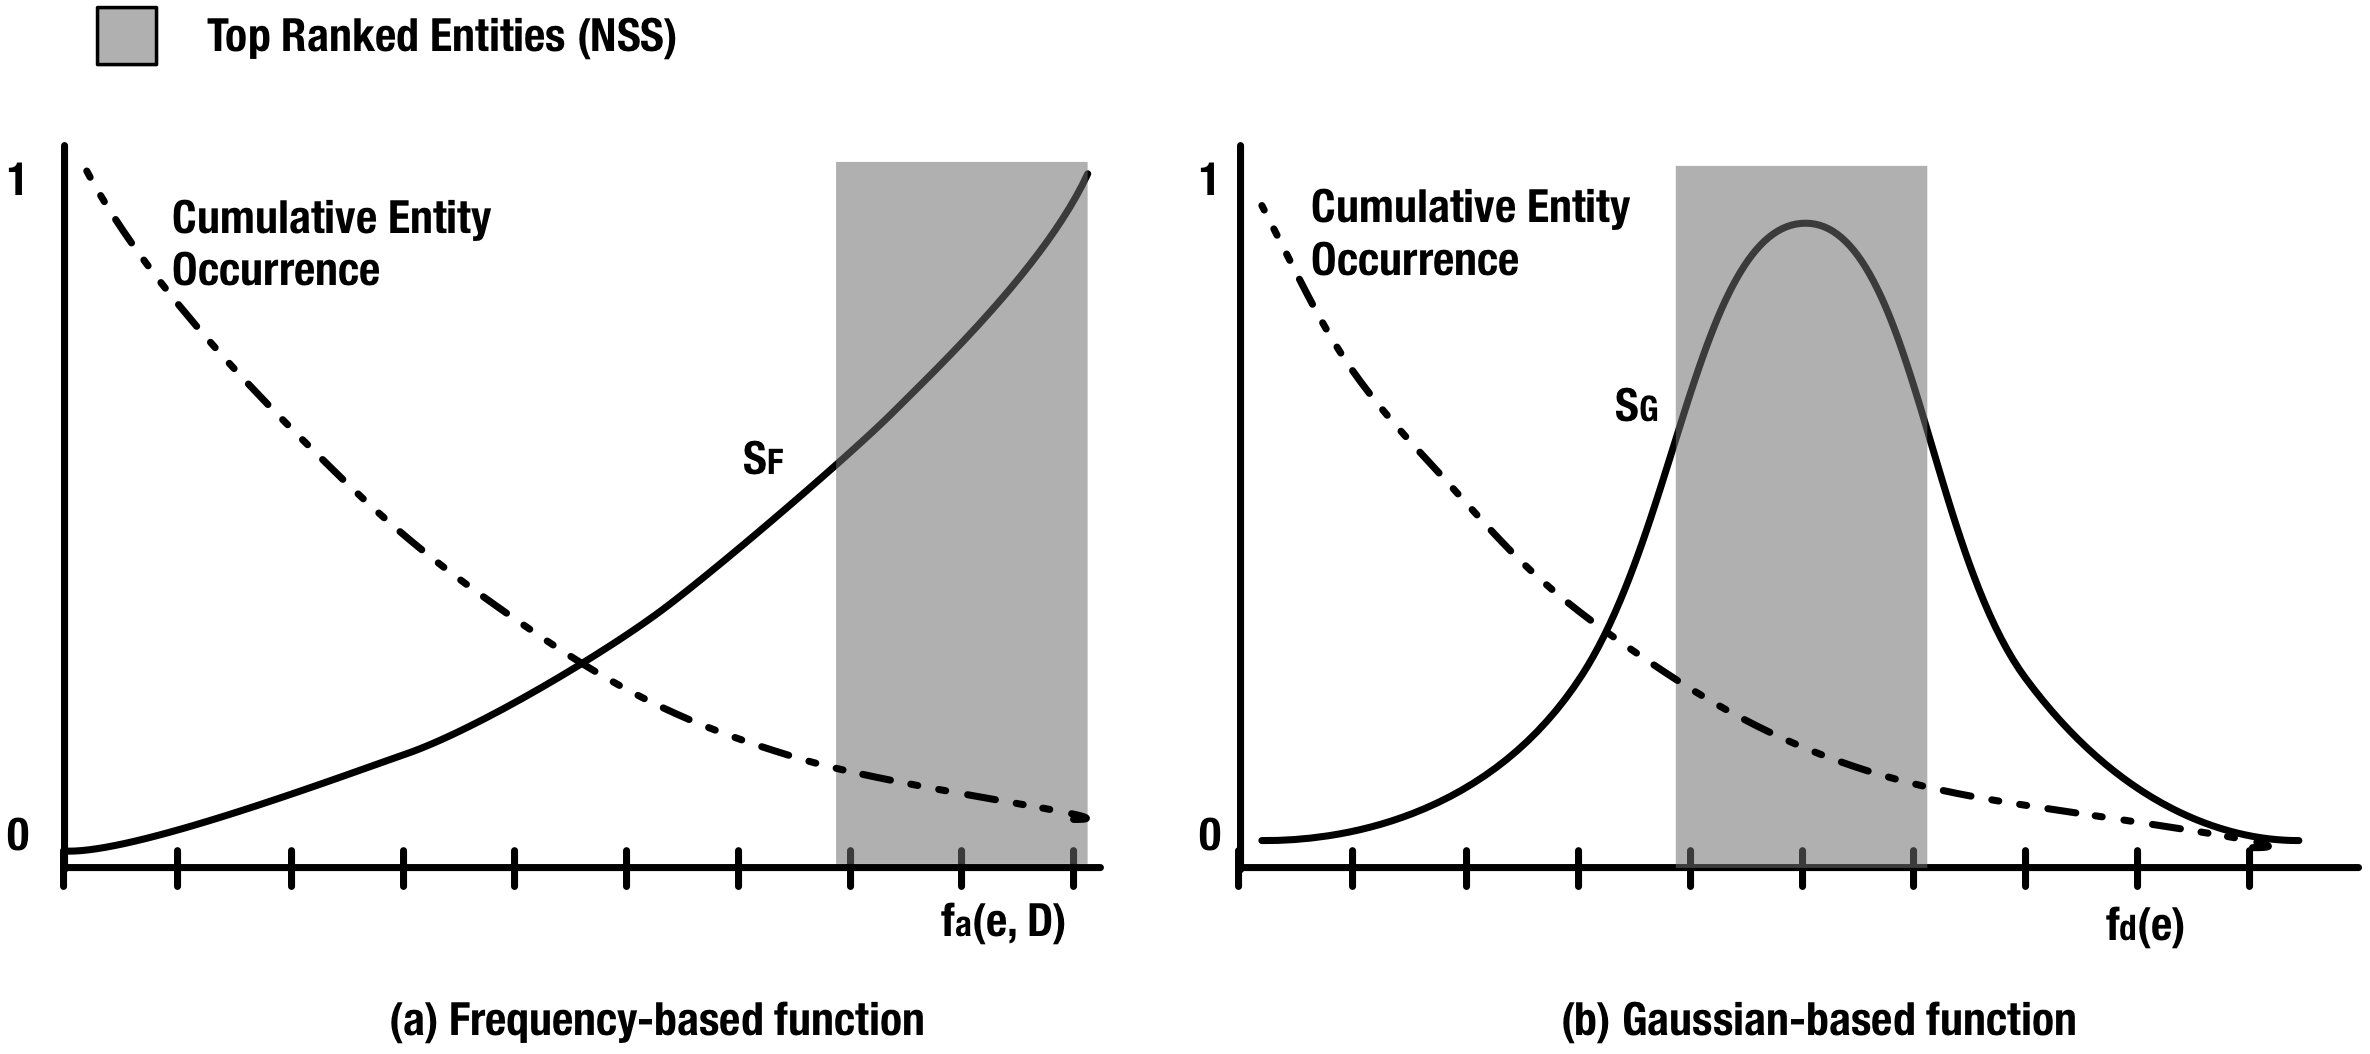 Top Ranked Entities (NSS)
1
Cumulative Entity
Occurrence
SF
0
fa(e, D)
(a) Frequency-based function
1
Cumulative Entity
Occurrence
SG
0
fd(e)
(b) Gaussian-based function